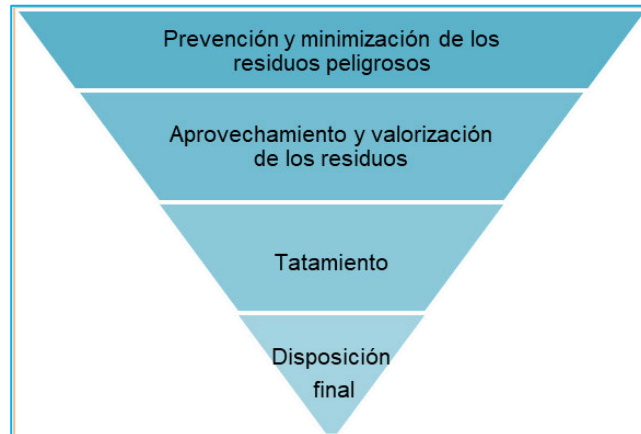 Prevención y minimización de los
residuos peligrosos
Aprovechamiento y valorización
de los residuos
Tatamiento
Disposición
final